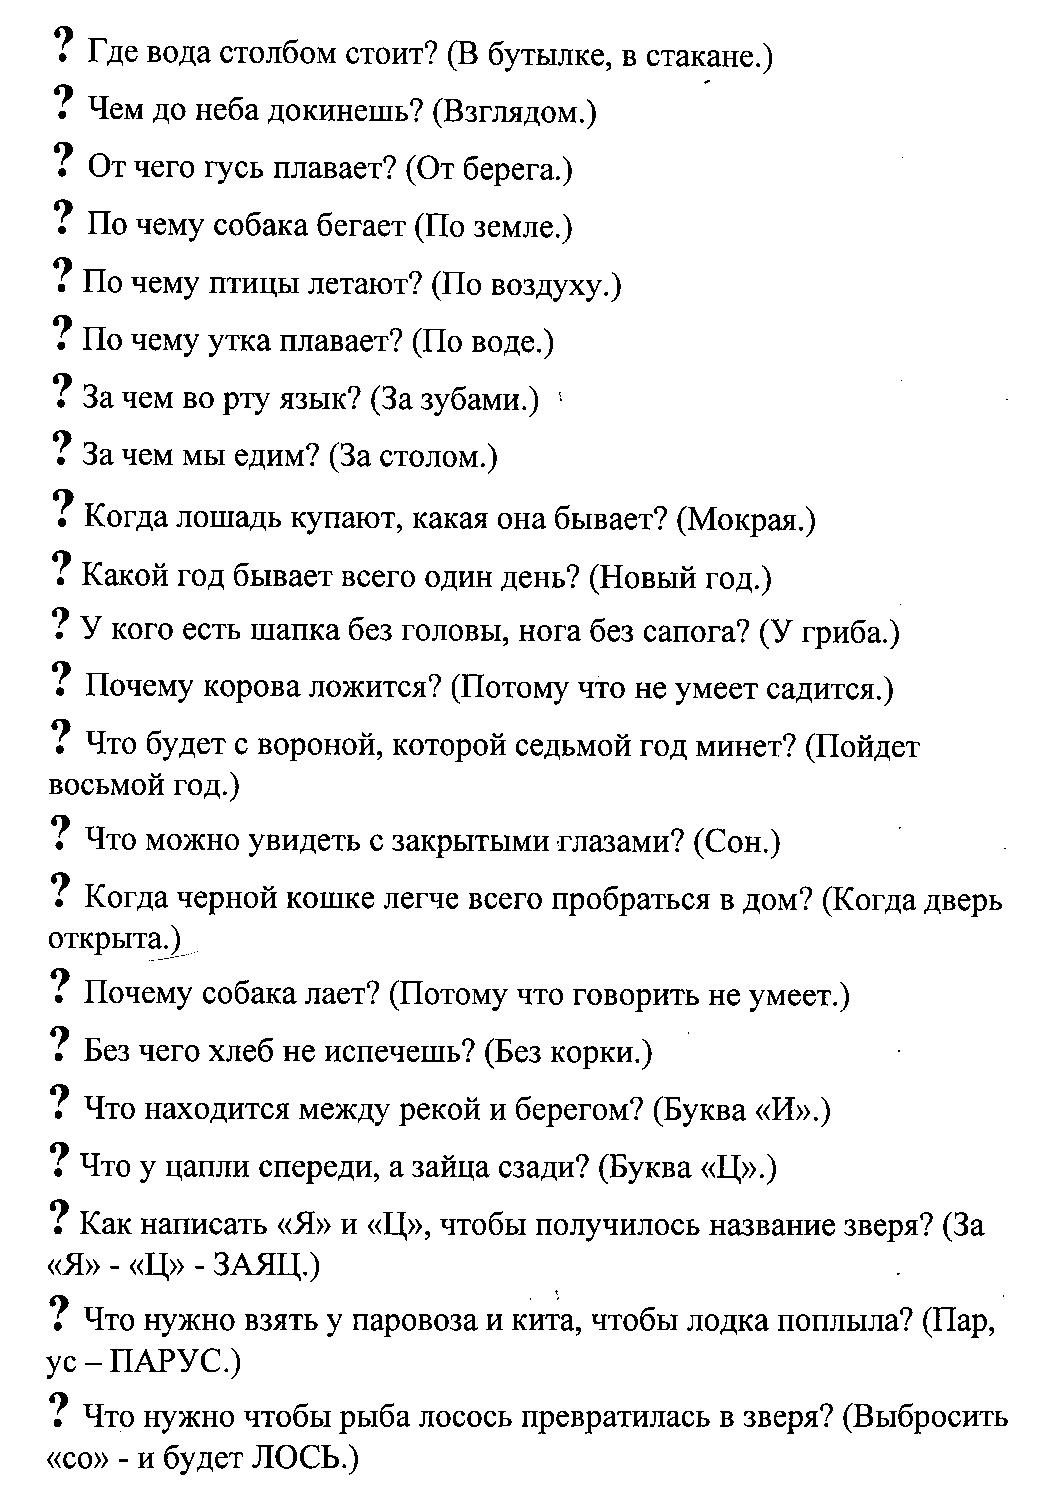 ? Где вода столбом стоит? (В бутылке, в стакане.)
? Чем до неба докинешь? (Взглядом.)
? От чего гусь плавает? (От берега.)
? По чему собака бегает (По земле.)
? По чему птицы летают? (По воздуху.)
? По чему утка плавает? (По воде.)
? За чем во рту язык? (За зубами.)
? За чем мы едим? (За столом.)
? Когда лошадь купают, какая она бывает? (Мокрая.)
? Какой год бывает всего один день? (Новый год.)
? У кого есть шапка без головы, нога без сапога? (У гриба.)
? Почему корова ложится? (Потому что не умеет садится.)
? Что будет с вороной, которой седьмой год минет? (Пойдет
восьмой год.)
? Что можно увидеть с закрытыми глазами? (Сон.)
? Когда черной кошке легче всего пробраться в дом? (Когда дверь
открыта.)
? Почему собака лает? (Потому что говорить не умеет.)
? Без чего хлеб не испечешь? (Без корки.)
? Что находится между рекой и берегом? (Буква «И».)
? Что у цапли спереди, а зайца сзади? (Буква «Ц».)
? Как написать «Я» и «Ц», чтобы получилось название зверя? (За
«Я» - «Ц» - ЗАЯЦ.)
? Что нужно взять у паровоза и кита, чтобы лодка поплыла? (Пар,
ус – ПАРУС.)
? Что нужно чтобы рыба лосось превратилась в зверя? (Выбросить
«со» - и будет ЛОСЬ.)